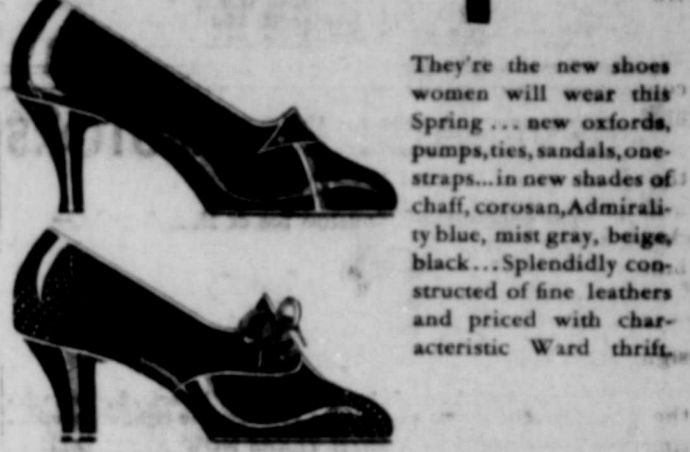 They're the new shoes
women will wear this
Spring ... new oxfords,
pumps, ties, sandals, one-
straps... in new shades of
chaff, corosan, Admirali-
ty blue, mist gray, beige,
black... Splendidly con-
structed of fine leathers
and priced with char-
acteristic Ward thrift.